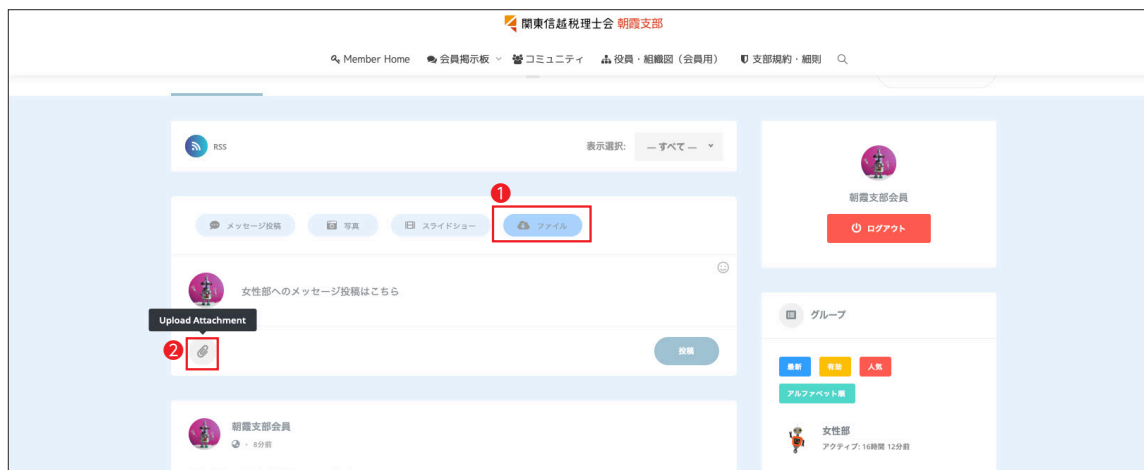 関東信越税理士会 朝霞支部
Member Home 会員掲示板 コミュニティ 役員・組織図（会員用） 支部規約・細則
RSS
表示選択: — すべて —
1
メッセージ投稿 写真 スライドショー ファイル
女性部へのメッセージ投稿はこちら
Upload Attachment
2
投稿
朝霞支部会員
· 8分前
朝霞支部会員
ログアウト
グループ
最新 有効 人気
アルファベット順
女性部
アクティブ: 16時間 12分前